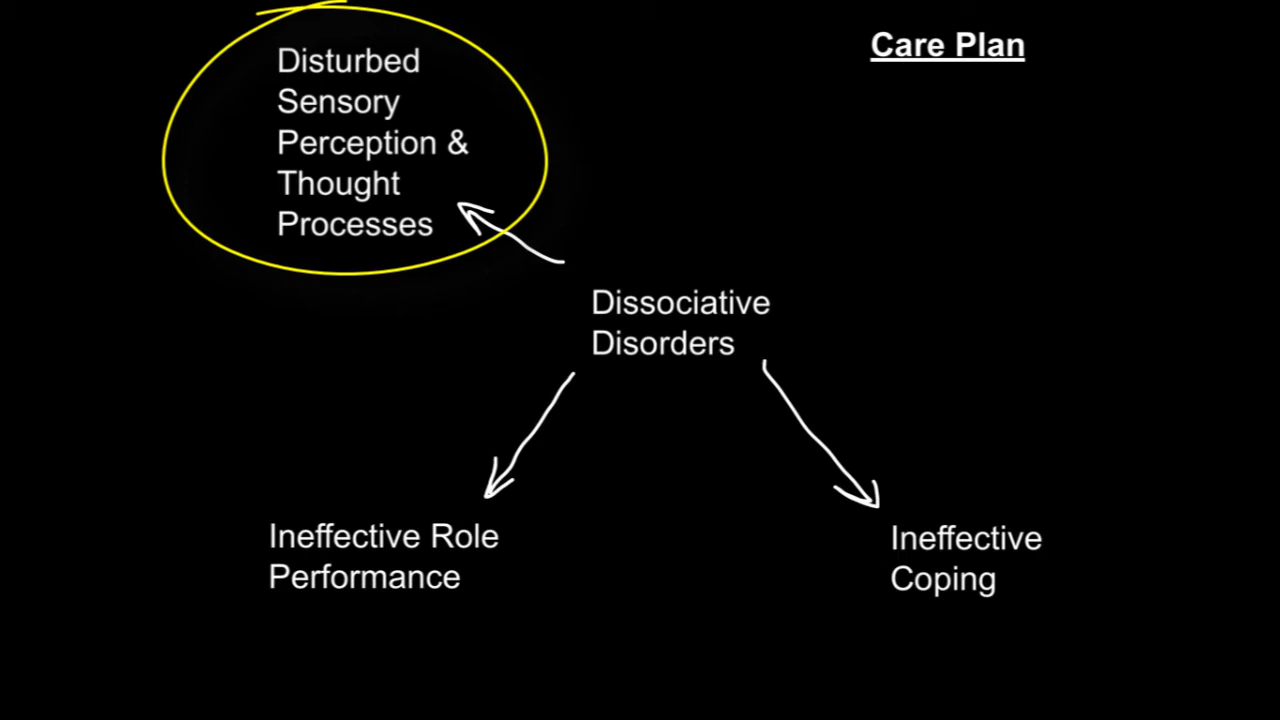 Care Plan
Disturbed
Sensory
Perception &
Thought
Processes
Dissociative
Disorders
Ineffective Role
Performance
Ineffective
Coping